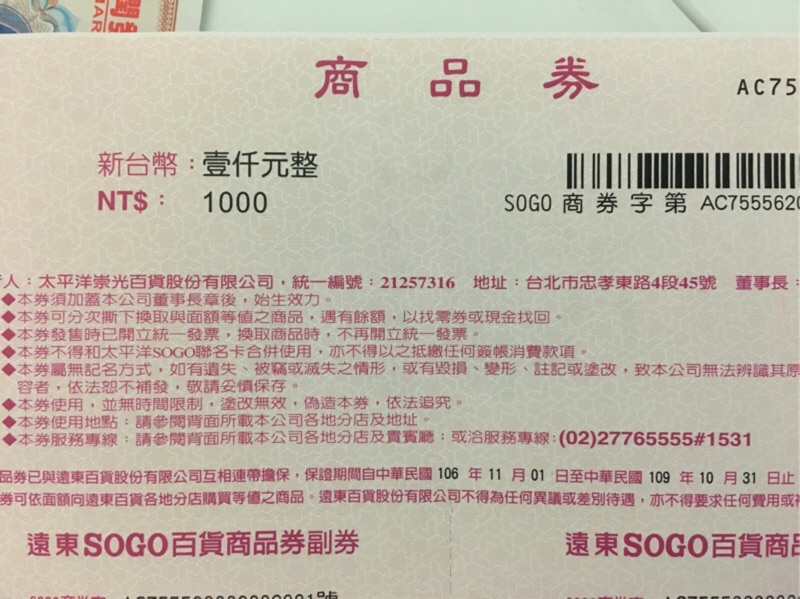 商品券
AC75
新台幣：壹仟元整
NT$： 1000
SOGO 商券字第 AC7555620
人：太平洋崇光百貨股份有限公司，統一編號：21257316 地址：台北市忠孝東路4段45號 董事長：
◆本券須加蓋本公司董事長章後，始生效力。
◆本券可分次撕下換取與面額等值之商品，遇有餘額，以找零券或現金找回。
◆本券發售時已開立統一發票，換取商品時，不再開立統一發票。
◆本券不得和太平洋SOGO聯名卡合併使用，亦不得以之抵繳任何簽帳消費款項。
◆本券屬無記名方式，如有遺失、被竊或滅失之情形，或有毀損、變形、註記或塗改，致本公司無法辨識其原
容者，依法恕不補發，敬請妥慎保存。
◆本券使用，並無時間限制，塗改無效，偽造本券，依法追究。
◆本券使用地點：請參閱背面所載本公司各地分店及地址。
◆本券服務專線：請參閱背面所載本公司各地分店及貴賓廳；或洽服務專線：(02)27765555#1531
品券已與遠東百貨股份有限公司互相連帶擔保，保證期間自中華民國 106 年 11 月 01 日至中華民國 109 年 10 月 31 日止
券可依面額向遠東百貨各地分店購買等值之商品。遠東百貨股份有限公司不得為任何異議或差別待遇，亦不得要求任何費用或
遠東SOGO百貨商品券副券
遠東SOGO百貨商品